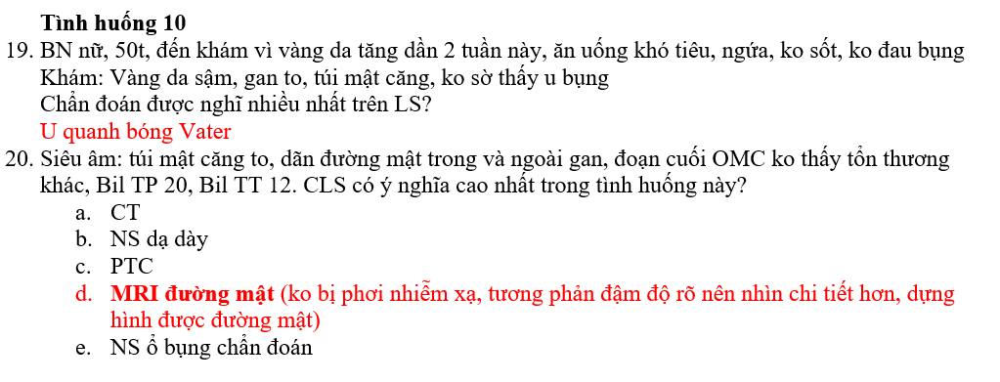 Tình huống 10
19. BN nữ, 50t, đến khám vì vàng da tăng dần 2 tuần này, ăn uống khó tiêu, ngứa, ko sốt, ko đau bụng
Khám: Vàng da sậm, gan to, túi mật căng, ko sờ thấy u bụng
Chẩn đoán được nghĩ nhiều nhất trên LS?
U quanh bóng Vater
20. Siêu âm: túi mật căng to, dãn đường mật trong và ngoài gan, đoạn cuối OMC ko thấy tổn thương
khác, Bil TP 20, Bil TT 12. CLS có ý nghĩa cao nhất trong tình huống này?
a. CT
b. NS dạ dày
c. PTC
d. MRI đường mật (ko bị phơi nhiễm xạ, tương phản đậm độ rõ nên nhìn chi tiết hơn, dựng
hình được đường mật)
e. NS ổ bụng chẩn đoán